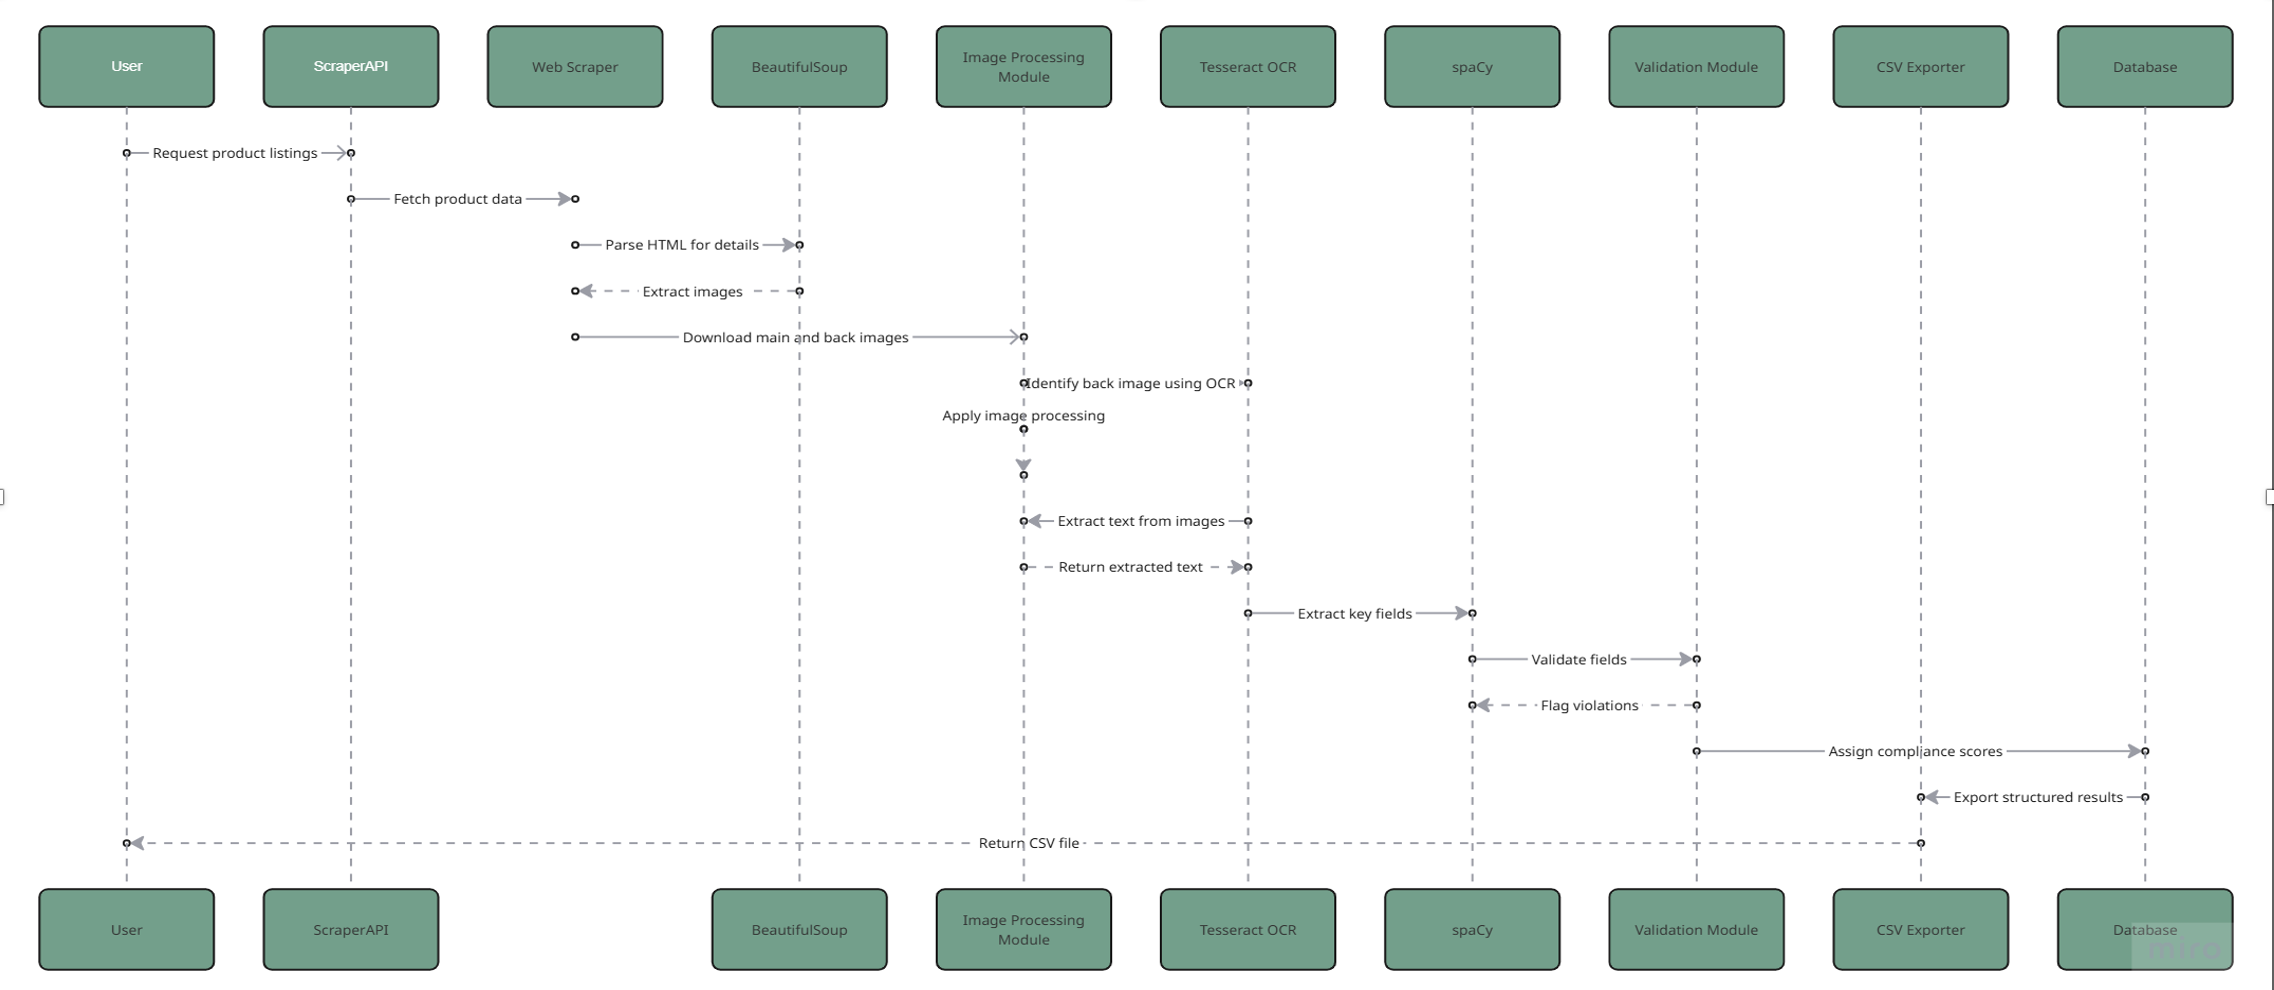 User
ScraperAPI
Web Scraper
BeautifulSoup
Image Processing
Module
Tesseract OCR
spaCy
Validation Module
CSV Exporter
Database
Request product listings
Fetch product data
Parse HTML for details
Extract images
Download main and back images
Identify back image using OCR
Apply image processing
Extract text from images
Return extracted text
Extract key fields
Validate fields
Flag violations
Assign compliance scores
Export structured results
Return CSV file
User
ScraperAPI
BeautifulSoup
Image Processing
Module
Tesseract OCR
spaCy
Validation Module
CSV Exporter
Database
miro